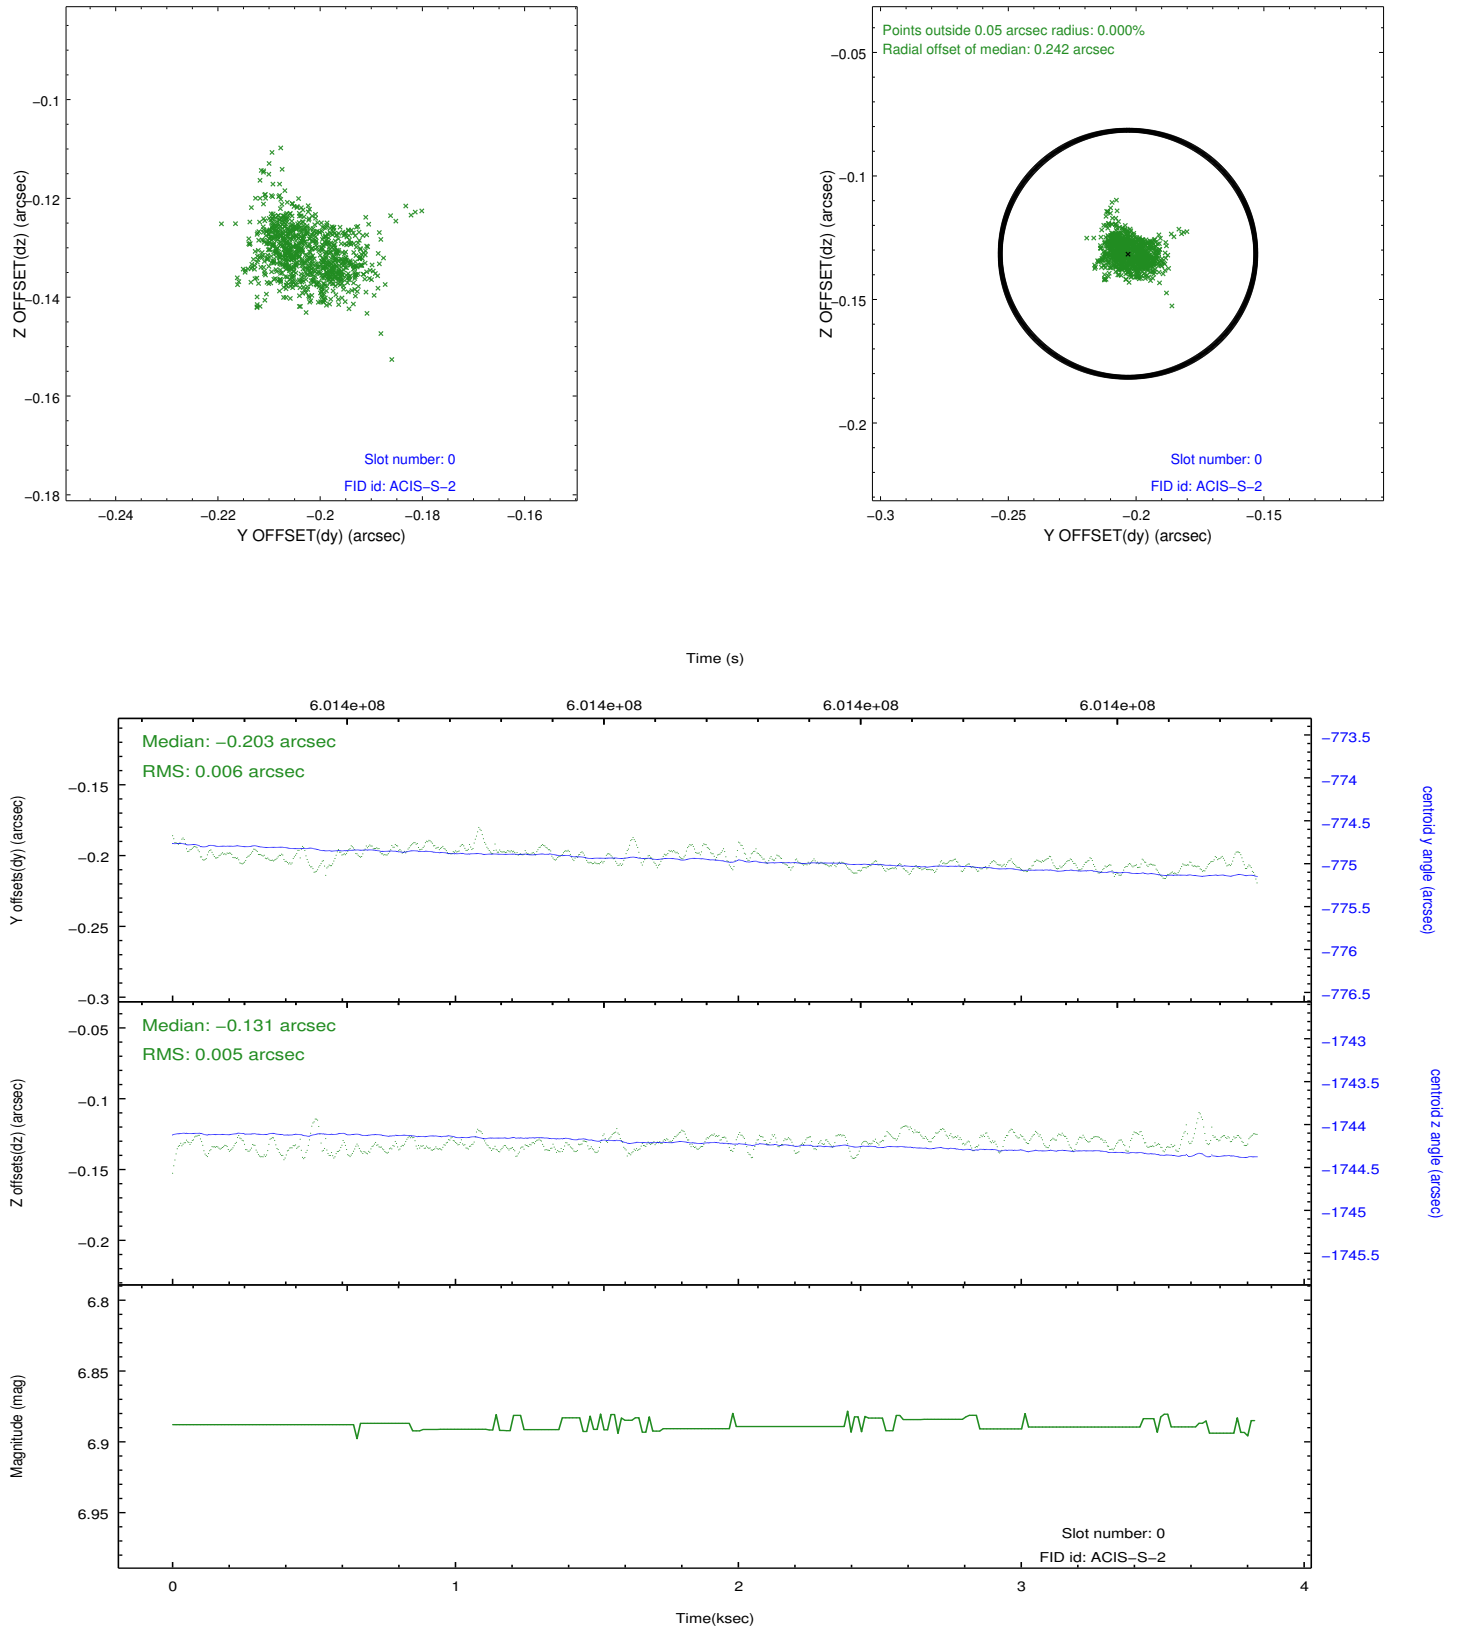 −0.1
−0.12
−0.14
−0.16
−0.18
Z OFFSET(dz) (arcsec)
Slot number: 0
FID id: ACIS−S−2
−0.24 −0.22 −0.2 −0.18 −0.16
Y OFFSET(dy) (arcsec)
Points outside 0.05 arcsec radius: 0.000%
Radial offset of median: 0.242 arcsec
−0.05
−0.1
−0.15
−0.2
Z OFFSET(dz) (arcsec)
Slot number: 0
FID id: ACIS−S−2
−0.3 −0.25 −0.2 −0.15
Y OFFSET(dy) (arcsec)
Time (s)
6.014e+08 6.014e+08 6.014e+08 6.014e+08
Median: −0.203 arcsec
RMS: 0.006 arcsec
−0.15
−0.2
−0.25
−0.3
Y offsets(dy) (arcsec)
−773.5
−774
−774.5
−775
−775.5
−776
−776.5
centroid y angle (arcsec)
Median: −0.131 arcsec
RMS: 0.005 arcsec
−0.05
−0.1
−0.15
−0.2
Z offsets(dz) (arcsec)
−1743
−1743.5
−1744
−1744.5
−1745
−1745.5
centroid z angle (arcsec)
6.8
6.85
6.9
6.95
Magnitude (mag)
Slot number: 0
FID id: ACIS−S−2
0 1 2 3 4
Time(ksec)